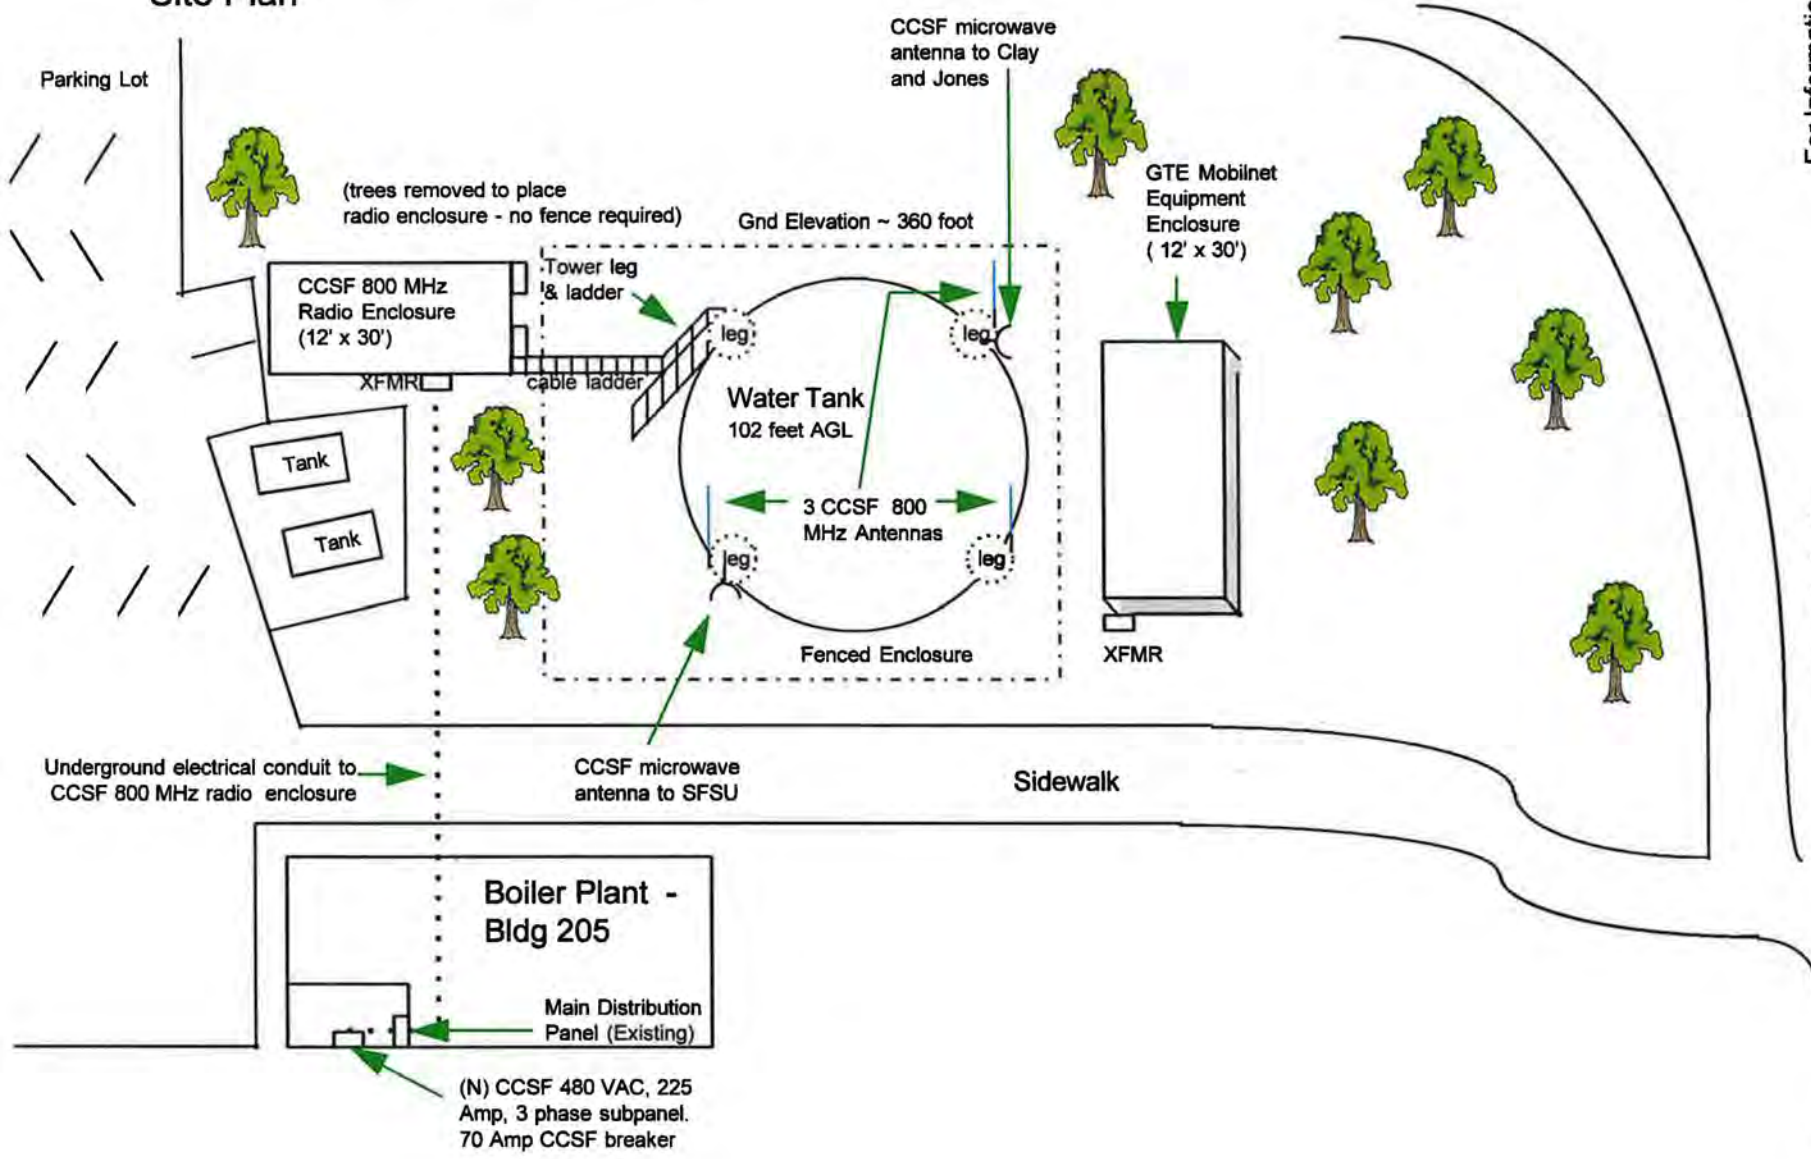 Site Plan
Parking Lot
CCSF microwave
antenna to Clay
and Jones
For Informatio
(trees removed to place
radio enclosure - no fence required)
Gnd Elevation ~ 360 foot
GTE Mobilnet
Equipment
Enclosure
( 12' x 30')
CCSF 800 MHz
Radio Enclosure
(12' x 30')
Tower leg
& ladder
leg
leg
XFMR
cable ladder
Water Tank
102 feet AGL
Tank
Tank
3 CCSF 800
MHz Antennas
leg
leg
Fenced Enclosure
XFMR
Underground electrical conduit to
CCSF 800 MHz radio enclosure
CCSF microwave
antenna to SFSU
Sidewalk
Boiler Plant -
Bldg 205
Main Distribution
Panel (Existing)
(N) CCSF 480 VAC, 225
Amp, 3 phase subpanel.
70 Amp CCSF breaker